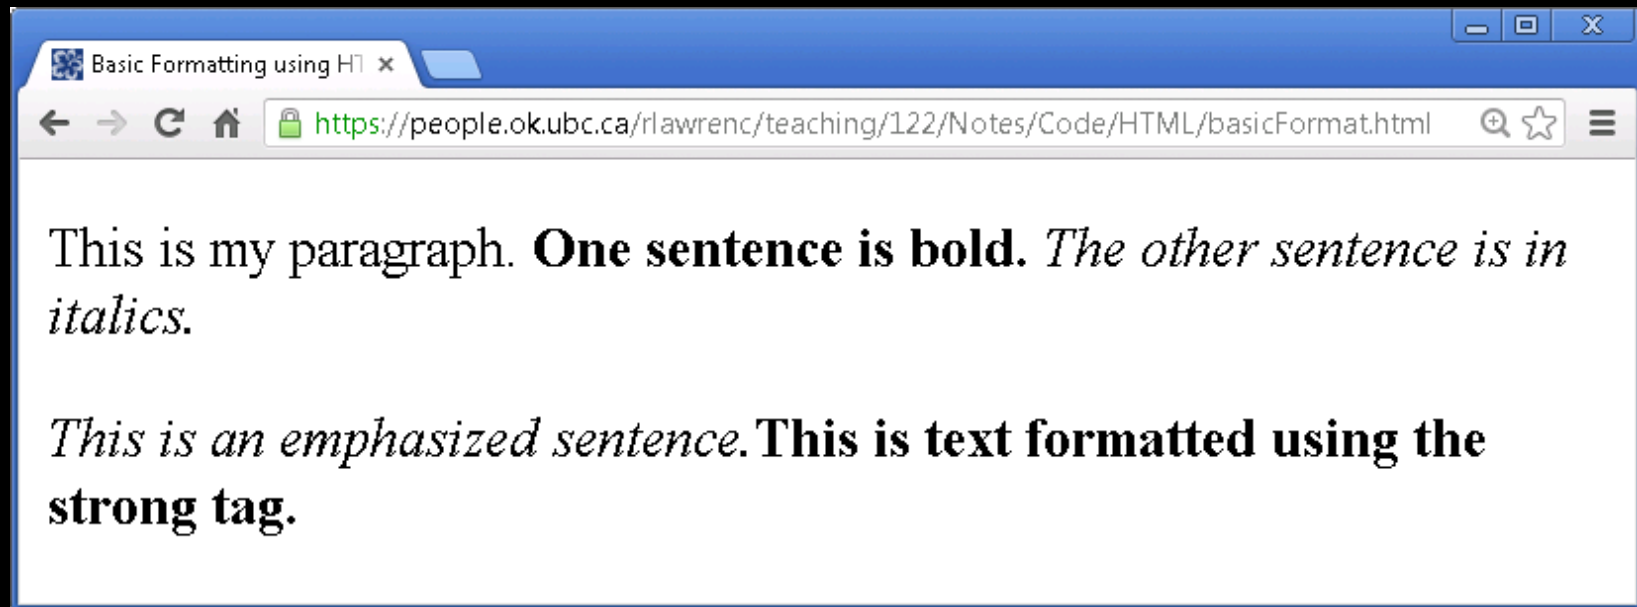 Basic Formatting using HT
https://people.ok.ubc.ca/rlawrenc/teaching/122/Notes/Code/HTML/basicFormat.html
This is my paragraph. One sentence is bold. The other sentence is in
italics.
This is an emphasized sentence. This is text formatted using the
strong tag.